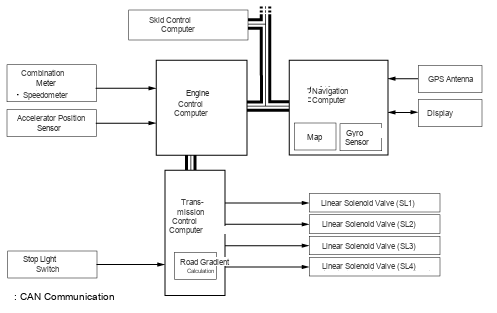 Skid Control
Computer
Combination
Meter
・ Speedometer
Accelerator Position
Sensor
Engine
Control
Computer
Navigation
Computer
Map
Gyro
Sensor
GPS Antenna
Display
Trans-
mission
Control
Computer
Road Gradient
Calculation
Stop Light
Switch
Linear Solenoid Valve (SL1)
Linear Solenoid Valve (SL2)
Linear Solenoid Valve (SL3)
Linear Solenoid Valve (SL4)
: CAN Communication